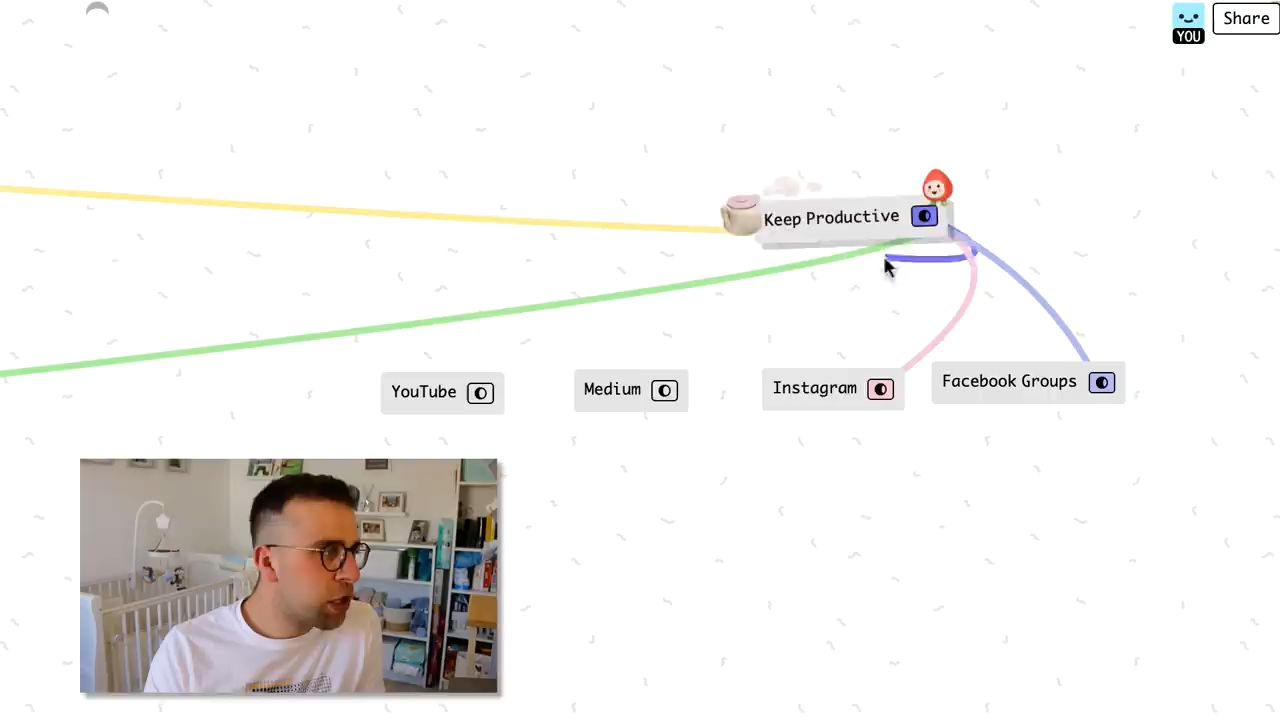 Share
YOU
Keep Productive
YouTube
Medium
Instagram
Facebook Groups